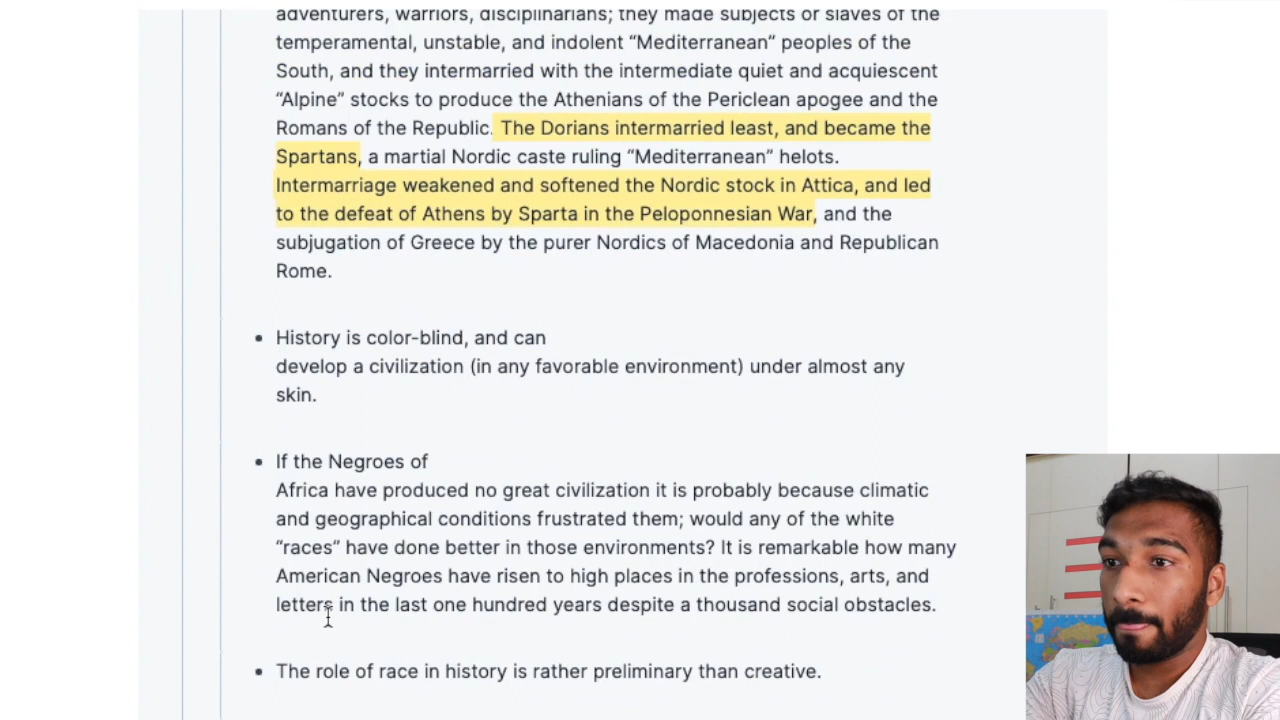 adventurers, warriors, disciplinarians; they made subjects or slaves of the
temperamental, unstable, and indolent “Mediterranean” peoples of the
South, and they intermarried with the intermediate quiet and acquiescent
“Alpine” stocks to produce the Athenians of the Periclean apogee and the
Romans of the Republic. The Dorians intermarried least, and became the
Spartans, a martial Nordic caste ruling “Mediterranean” helots.
Intermarriage weakened and softened the Nordic stock in Attica, and led
to the defeat of Athens by Sparta in the Peloponnesian War, and the
subjugation of Greece by the purer Nordics of Macedonia and Republican
Rome.
• History is color-blind, and can
develop a civilization (in any favorable environment) under almost any
skin.
• If the Negroes of
Africa have produced no great civilization it is probably because climatic
and geographical conditions frustrated them; would any of the white
“races” have done better in those environments? It is remarkable how many
American Negroes have risen to high places in the professions, arts, and
letters in the last one hundred years despite a thousand social obstacles.
• The role of race in history is rather preliminary than creative.